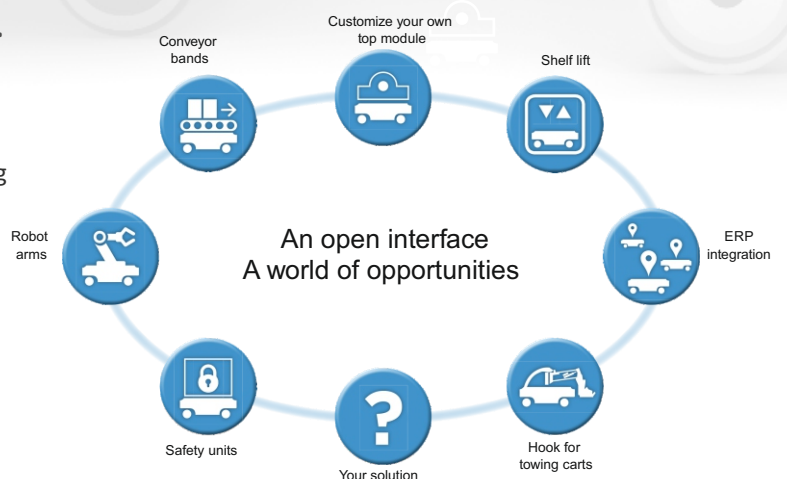 Customize your own
top module
Conveyor
bands
Shelf lift
Robot
arms
An open interface
A world of opportunities
ERP
integration
Safety units
Hook for
towing carts
?
Your solution